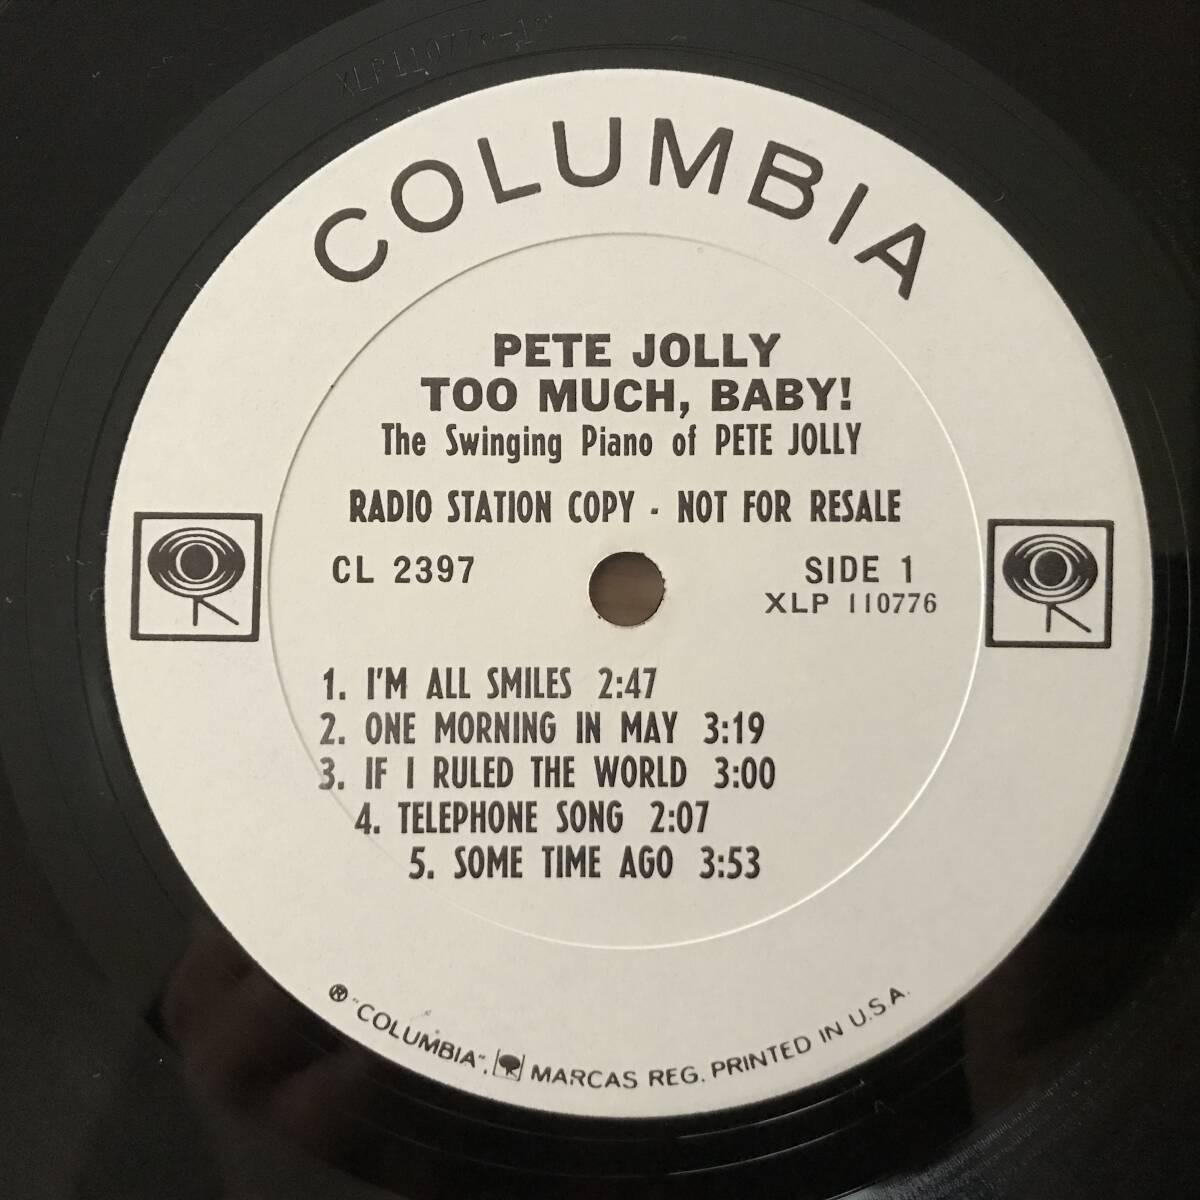 XLP110776-1
COLUMBIA
PETE JOLLY
TOO MUCH, BABY!
The Swinging Piano of PETE JOLLY
RADIO STATION COPY - NOT FOR RESALE
CL 2397
SIDE 1
XLP 110776
1. I'M ALL SMILES 2:47
2. ONE MORNING IN MAY 3:19
3. IF I RULED THE WORLD 3:00
4. TELEPHONE SONG 2:07
5. SOME TIME AGO 3:53
® "COLUMBIA", MARCAS REG. PRINTED IN U.S.A.